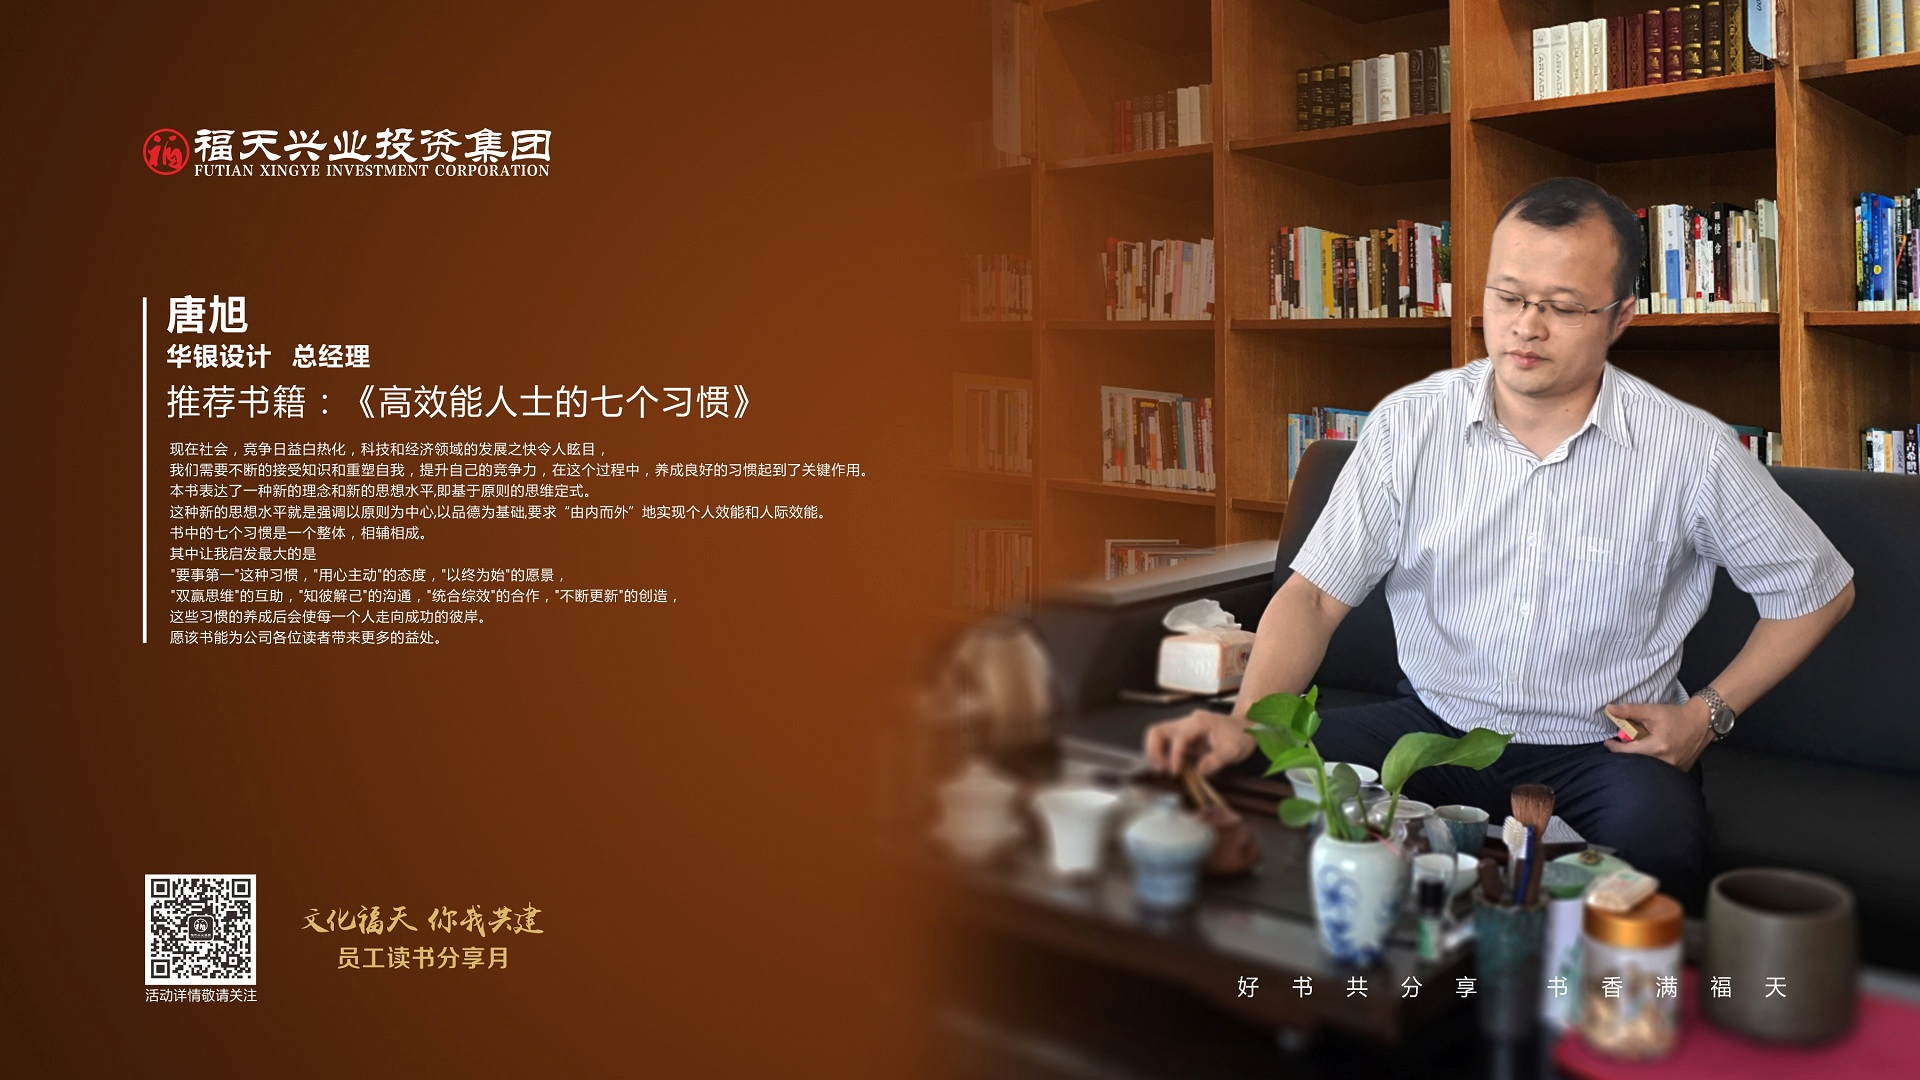 福天兴业投资集团
FUTIAN XINGYE INVESTMENT CORPORATION
唐旭
华银设计 总经理
推荐书籍：《高效能人士的七个习惯》
现在社会，竞争日益白热化，科技和经济领域的发展之快令人眩目，
我们需要不断的接受知识和重塑自我，提升自己的竞争力，在这个过程中，养成良好的习惯起到了关键作用。
本书表达了一种新的理念和新的思想水平,即基于原则的思维定式。
这种新的思想水平就是强调以原则为中心,以品德为基础,要求“由内而外”地实现个人效能和人际效能。
书中的七个习惯是一个整体，相辅相成。
其中让我启发最大的是
"要事第一"这种习惯，"用心主动"的态度，"以终为始"的愿景，
"双赢思维"的互助，"知彼解己"的沟通，"统合综效"的合作，"不断更新"的创造，
这些习惯的养成后会使每一个人走向成功的彼岸。
愿该书能为公司各位读者带来更多的益处。
文化福天 你我共建
员工读书分享月
活动详情敬请关注
好书共分享 书香满福天